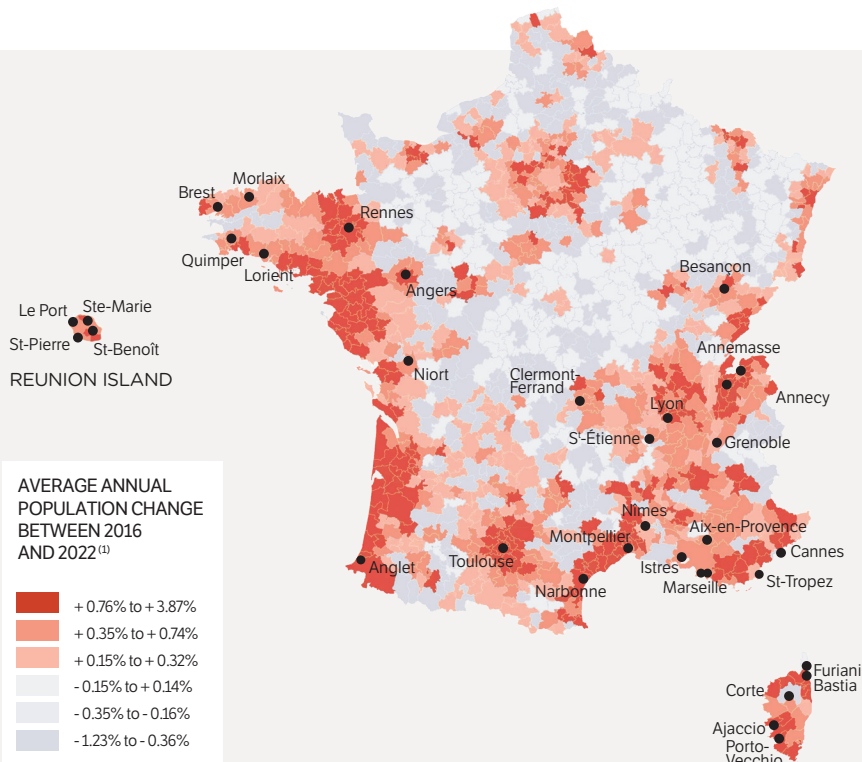 Morlaix
Brest
Rennes
Quimper
Lorient
Angers
Besançon
Le Port
Ste-Marie
St-Pierre
St-Benoît
REUNION ISLAND
Annemasse
Niort
Clermont-
Ferrand
Annecy
Lyon
S'-Étienne
Grenoble
AVERAGE ANNUAL
POPULATION CHANGE
BETWEEN 2016
AND 2022 (1)
Nîmes
Aix-en-Provence
Montpellier
Cannes
Toulouse
Anglet
Istres
Marseille
St-Tropez
Narbonne
+ 0.76% to + 3.87%
+ 0.35% to + 0.74%
+ 0.15% to + 0.32%
- 0.15% to + 0.14%
- 0.35% to - 0.16%
- 1.23% to - 0.36%
Furiani
Bastia
Corte
Ajaccio
Porto-
Vecchio